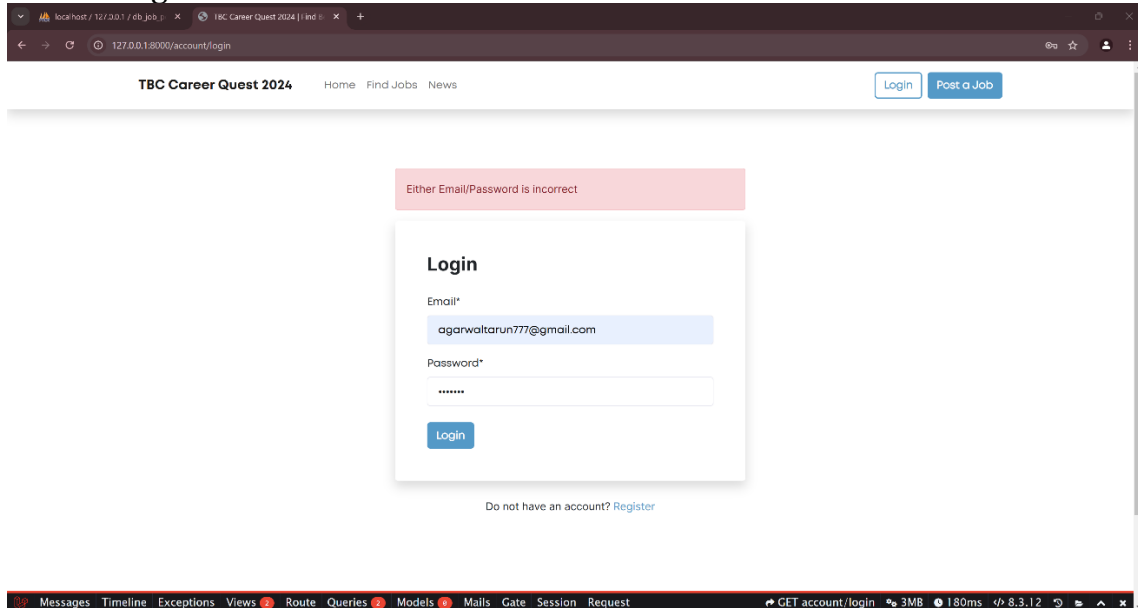 localhost / 127.0.0.1 / db_job_p
TBC Career Quest 2024 | Find B
127.0.0.1:8000/account/login
TBC Career Quest 2024 Home Find Jobs News Login Post a Job
Either Email/Password is incorrect
Login
Email*
agarwaltarun777@gmail.com
Password*
•••••••
Login
Do not have an account? Register
Messages Timeline Exceptions Views 2 Route Queries 2 Models 0 Mails Gate Session Request GET account/login 3MB 180ms 8.3.12